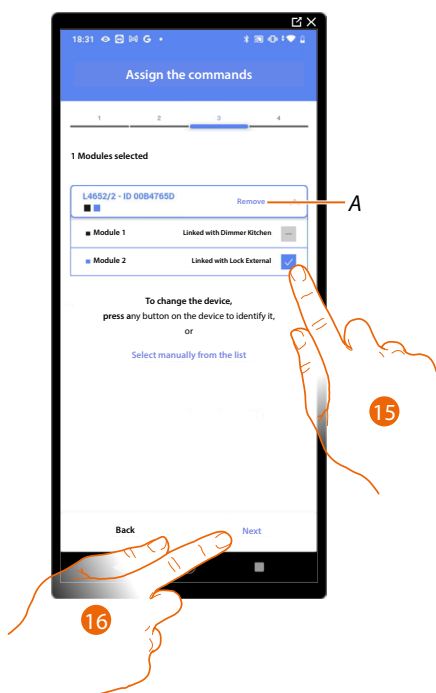 18:31 G
Assign the commands
1 2 3 4
1 Modules selected
L4652/2 - ID 00B4765D Remove A
Module 1 Linked with Dimmer Kitchen
Module 2 Linked with Lock External
To change the device,
press any button on the device to identify it,
or
Select manually from the list
15
Back Next
16